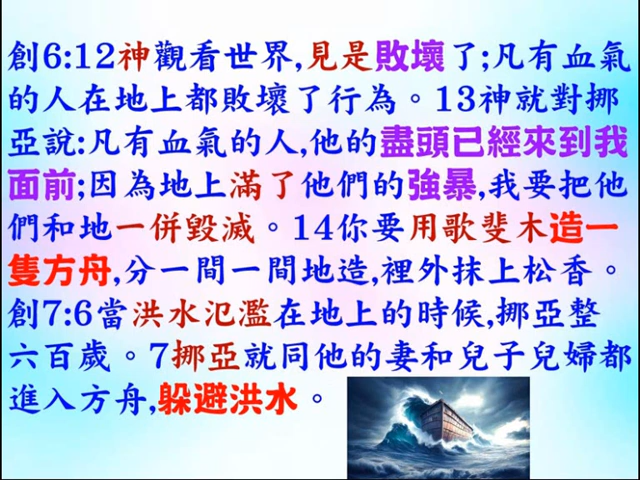 創6:12神觀看世界,見是敗壞了;凡有血氣
的人在地上都敗壞了行為。13神就對挪
亞說:凡有血氣的人,他的盡頭已經來到我
面前;因為地上滿了他們的強暴,我要把他
們和地一併毀滅。14你要用歌斐木造一
隻方舟,分一間一間地造,裡外抹上松香。
創7:6當洪水氾濫在地上的時候,挪亞整
六百歲。7挪亞就同他的妻和兒子兒婦都
進入方舟,躲避洪水。